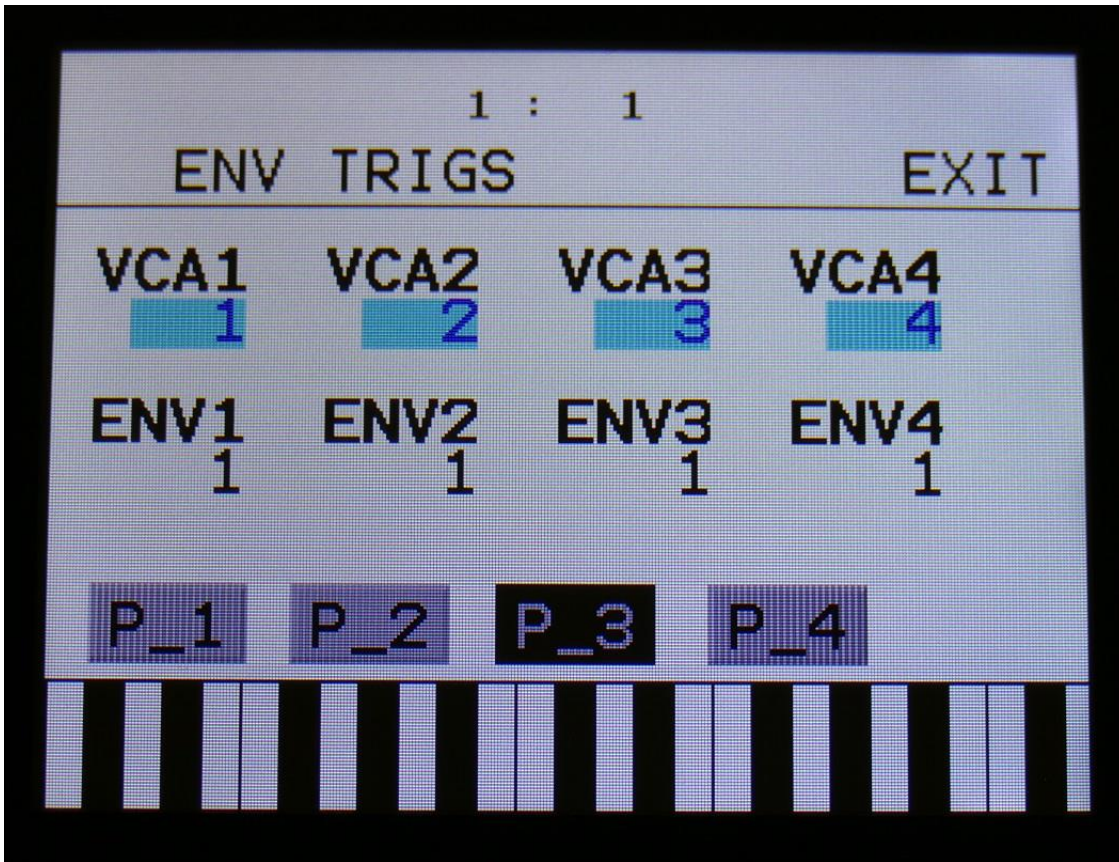 1 : 1
ENV TRIGS EXIT
VCA1 VCA2 VCA3 VCA4
1 2 3 4
ENV1 ENV2 ENV3 ENV4
1 1 1 1
P_1 P_2 P_3 P_4